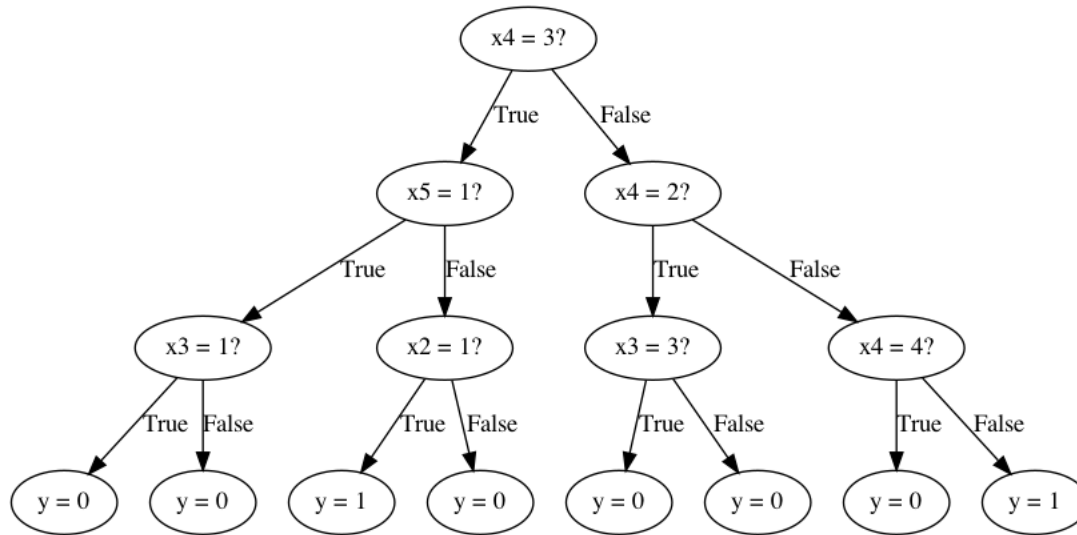 x4 = 3?
True
False
x5 = 1?
x4 = 2?
True
False
True
False
x3 = 1?
x2 = 1?
x3 = 3?
x4 = 4?
True
False
True
False
True
False
True
False
y = 0
y = 0
y = 1
y = 0
y = 0
y = 0
y = 0
y = 1